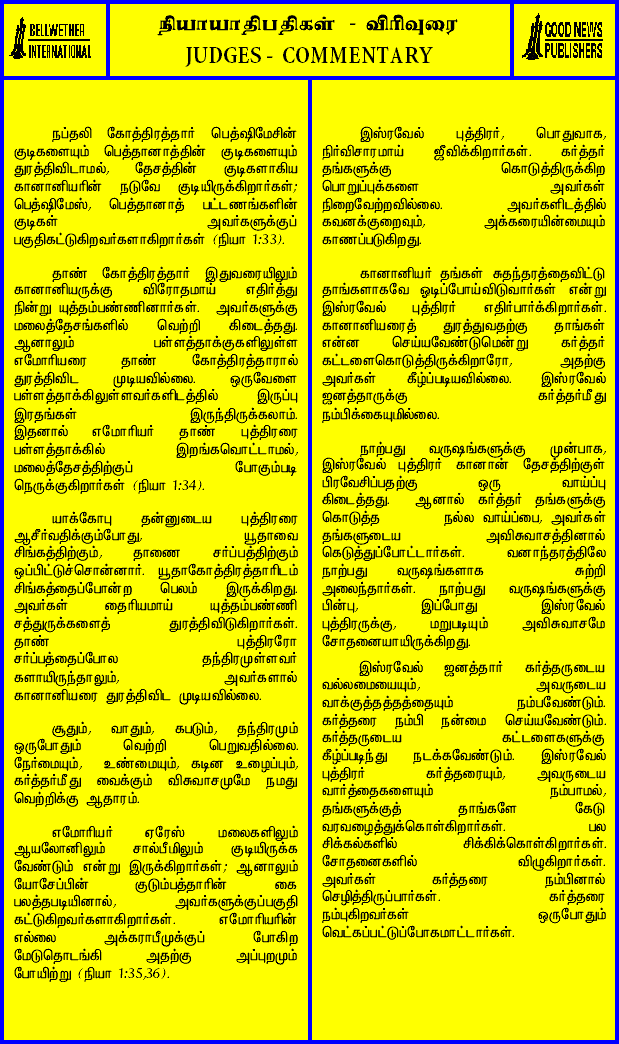 BELLWETHER
INTERNATIONAL
நியாயாதிபதிகள் - விரிவுரை
JUDGES - COMMENTARY
GOOD NEWS
PUBLISHERS
நப்தலி கோத்திரத்தார் பெத்ஷிமேசின்
குடிகளையும் பெத்தானாத்தின் குடிகளையும்
துரத்திவிடாமல், தேசத்தின் குடிகளாகிய
கானானியரின் நடுவே குடியிருக்கிறார்கள்;
பெத்ஷிமேஸ், பெத்தானாத் பட்டணங்களின்
குடிகள் அவர்களுக்குப்
பகுதிகட்டுகிறவர்களாகிறார்கள் (நியா 1:33).
தாண் கோத்திரத்தார் இதுவரையிலும்
கானானியருக்கு விரோதமாய் எதிர்த்து
நின்று யுத்தம்பண்ணினார்கள். அவர்களுக்கு
மலைத்தேசங்களில் வெற்றி கிடைத்தது.
ஆனாலும் பள்ளத்தாக்குகளிலுள்ள
எமோரியரை தாண் கோத்திரத்தாரால்
துரத்திவிட முடியவில்லை. ஒருவேளை
பள்ளத்தாக்கிலுள்ளவர்களிடத்தில் இருப்பு
இரதங்கள் இருந்திருக்கலாம்.
இதனால் எமோரியர் தாண் புத்திரரை
பள்ளத்தாக்கில் இறங்கவொட்டாமல்,
மலைத்தேசத்திற்குப் போகும்படி
நெருக்குகிறார்கள் (நியா 1:34).
யாக்கோபு தன்னுடைய புத்திரரை
ஆசீர்வதிக்கும்போது, யூதாவை
சிங்கத்திற்கும், தாணை சர்ப்பத்திற்கும்
ஒப்பிட்டுச்சொன்னார். யூதாகோத்திரத்தாரிடம்
சிங்கத்தைப்போன்ற பெலம் இருக்கிறது.
அவர்கள் தைரியமாய் யுத்தம்பண்ணி
சத்துருக்களைத் துரத்திவிடுகிறார்கள்.
தாண் புத்திரரோ
சர்ப்பத்தைப்போல தந்திரமுள்ளவர்
களாயிருந்தாலும், அவர்களால்
கானானியரை துரத்திவிட முடியவில்லை.
சூதும், வாதும், கபடும், தந்திரமும்
ஒருபோதும் வெற்றி பெறுவதில்லை.
நேர்மையும், உண்மையும், கடின உழைப்பும்,
கர்த்தர்மீது வைக்கும் விசுவாசமுமே நமது
வெற்றிக்கு ஆதாரம்.
எமோரியர் ஏரேஸ் மலைகளிலும்
ஆயலோனிலும் சால்பீமிலும் குடியிருக்க
வேண்டும் என்று இருக்கிறார்கள்; ஆனாலும்
யோசேப்பின் குடும்பத்தாரின் கை
பலத்தபடியினால், அவர்களுக்குப்பகுதி
கட்டுகிறவர்களாகிறார்கள். எமோரியரின்
எல்லை அக்கராபீமுக்குப் போகிற
மேடுதொடங்கி அதற்கு அப்புறமும்
போயிற்று (நியா 1:35,36).
இஸ்ரவேல் புத்திரர், பொதுவாக,
நிர்விசாரமாய் ஜீவிக்கிறார்கள். கர்த்தர்
தங்களுக்கு கொடுத்திருக்கிற
பொறுப்புக்களை அவர்கள்
நிறைவேற்றவில்லை. அவர்களிடத்தில்
கவனக்குறைவும், அக்கரையின்மையும்
காணப்படுகிறது.
கானானியர் தங்கள் சுதந்தரத்தைவிட்டு
தாங்களாகவே ஓடிப்போய்விடுவார்கள் என்று
இஸ்ரவேல் புத்திரர் எதிர்பார்க்கிறார்கள்.
கானானியரைத் துரத்துவதற்கு தாங்கள்
என்ன செய்யவேண்டுமென்று கர்த்தர்
கட்டளைகொடுத்திருக்கிறாரோ, அதற்கு
அவர்கள் கீழ்ப்படியவில்லை. இஸ்ரவேல்
ஜனத்தாருக்கு கர்த்தர்மீது
நம்பிக்கையுமில்லை.
நாற்பது வருஷங்களுக்கு முன்பாக,
இஸ்ரவேல் புத்திரர் கானான் தேசத்திற்குள்
பிரவேசிப்பதற்கு ஒரு வாய்ப்பு
கிடைத்தது. ஆனால் கர்த்தர் தங்களுக்கு
கொடுத்த நல்ல வாய்ப்பை, அவர்கள்
தங்களுடைய அவிசுவாசத்தினால்
கெடுத்துப்போட்டார்கள். வனாந்தரத்திலே
நாற்பது வருஷங்களாக சுற்றி
அலைந்தார்கள். நாற்பது வருஷங்களுக்கு
பின்பு, இப்போது இஸ்ரவேல்
புத்திரருக்கு, மறுபடியும் அவிசுவாசமே
சோதனையாயிருக்கிறது.
இஸ்ரவேல் ஜனத்தார் கர்த்தருடைய
வல்லமையையும், அவருடைய
வாக்குத்தத்தத்தையும் நம்பவேண்டும்.
கர்த்தரை நம்பி நன்மை செய்யவேண்டும்.
கர்த்தருடைய கட்டளைகளுக்கு
கீழ்ப்படிந்து நடக்கவேண்டும். இஸ்ரவேல்
புத்திரர் கர்த்தரையும், அவருடைய
வார்த்தைகளையும் நம்பாமல்,
தங்களுக்குத் தாங்களே கேடு
வரவழைத்துக்கொள்கிறார்கள். பல
சிக்கல்களில் சிக்கிக்கொள்கிறார்கள்.
சோதனைகளில் விழுகிறார்கள்.
அவர்கள் கர்த்தரை நம்பினால்
செழித்திருப்பார்கள். கர்த்தரை
நம்புகிறவர்கள் ஒருபோதும்
வெட்கப்பட்டுப்போகமாட்டார்கள்.